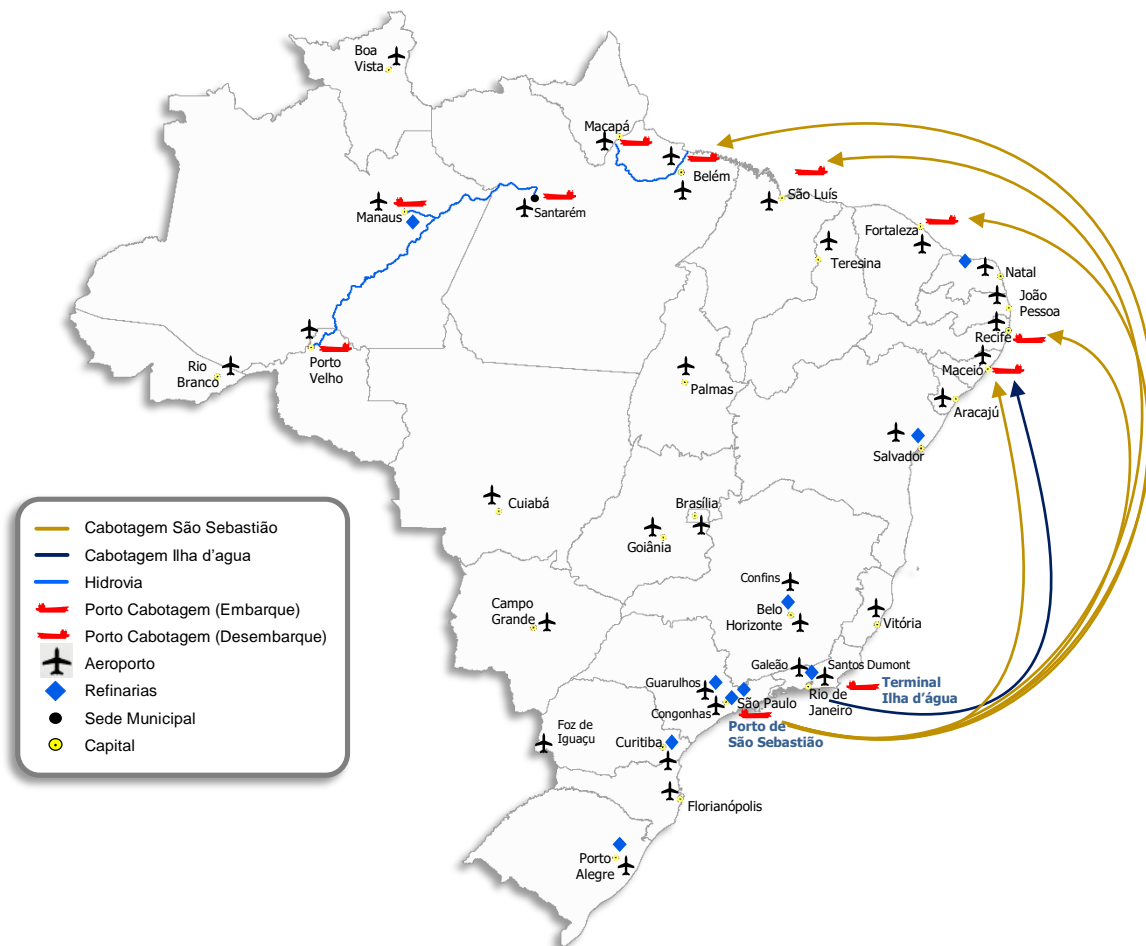 Boa
Vista
Macapá
Belém
São Luís
Manaus
Santarém
Fortaleza
Teresina
Natal
João
Pessoa
Recife
Rio
Branco
Porto
Velho
Palmas
Maceió
Aracajú
Salvador
Cuiabá
Brasília
Goiânia
Confins
Belo
Horizonte
Campo
Grande
Vitória
Galeão
Santos Dumont
Guarulhos
São Paulo
Rio de
Janeiro
Terminal
Ilha d’água
Congonhas
Porto de
São Sebastião
Foz de
Iguaçu
Curitiba
Florianópolis
Porto
Alegre
Cabotagem São Sebastião
Cabotagem Ilha d’agua
Hidrovia
Porto Cabotagem (Embarque)
Porto Cabotagem (Desembarque)
Aeroporto
Refinarias
Sede Municipal
Capital